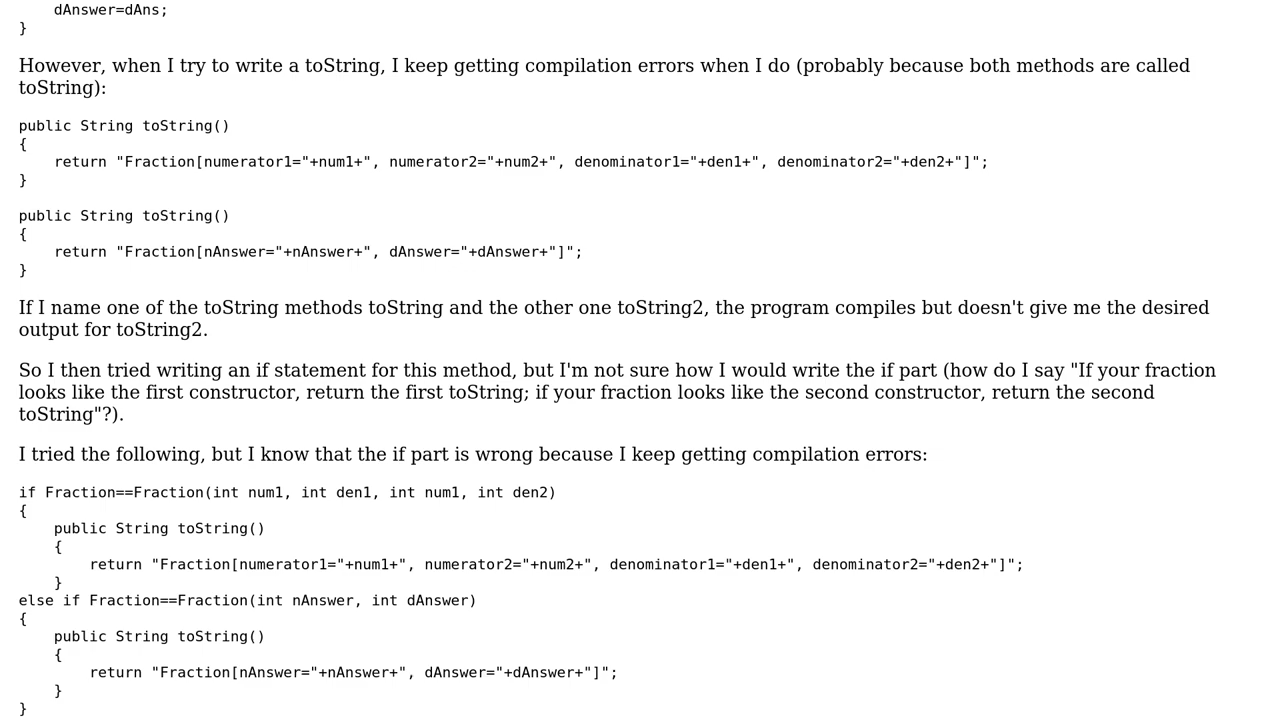 dAnswer=dAns;
}
However, when I try to write a toString, I keep getting compilation errors when I do (probably because both methods are called
toString):
public String toString()
{
    return "Fraction[numerator1="+num1+", numerator2="+num2+", denominator1="+den1+", denominator2="+den2+"]";
}
public String toString()
{
    return "Fraction[nAnswer="+nAnswer+", dAnswer="+dAnswer+"]";
}
If I name one of the toString methods toString and the other one toString2, the program compiles but doesn't give me the desired
output for toString2.
So I then tried writing an if statement for this method, but I'm not sure how I would write the if part (how do I say "If your fraction
looks like the first constructor, return the first toString; if your fraction looks like the second constructor, return the second
toString"?).
I tried the following, but I know that the if part is wrong because I keep getting compilation errors:
if Fraction==Fraction(int num1, int den1, int num1, int den2)
{
    public String toString()
    {
        return "Fraction[numerator1="+num1+", numerator2="+num2+", denominator1="+den1+", denominator2="+den2+"]";
    }
else if Fraction==Fraction(int nAnswer, int dAnswer)
{
    public String toString()
    {
        return "Fraction[nAnswer="+nAnswer+", dAnswer="+dAnswer+"]";
    }
}